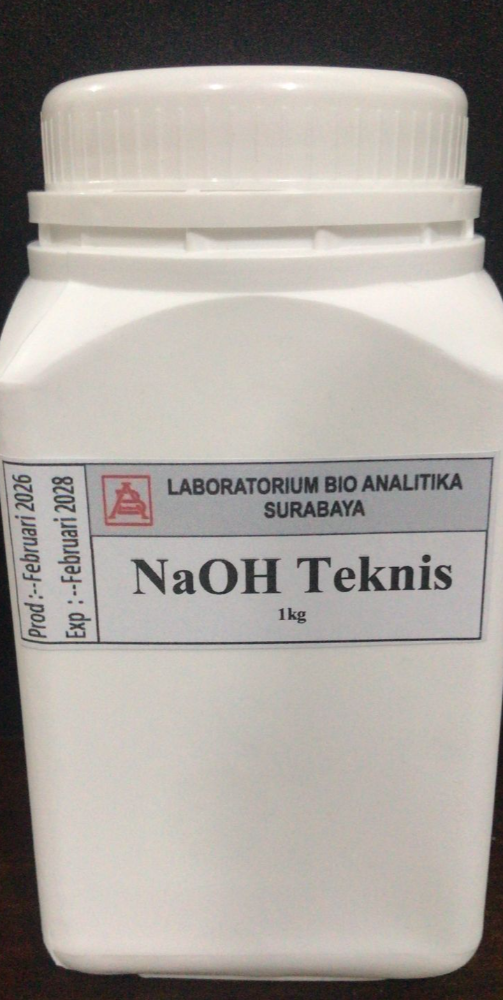 Prod :--Februari 2026
Exp :--Februari 2028
LABORATORIUM BIO ANALITIKA
SURABAYA
NaOH Teknis
1kg